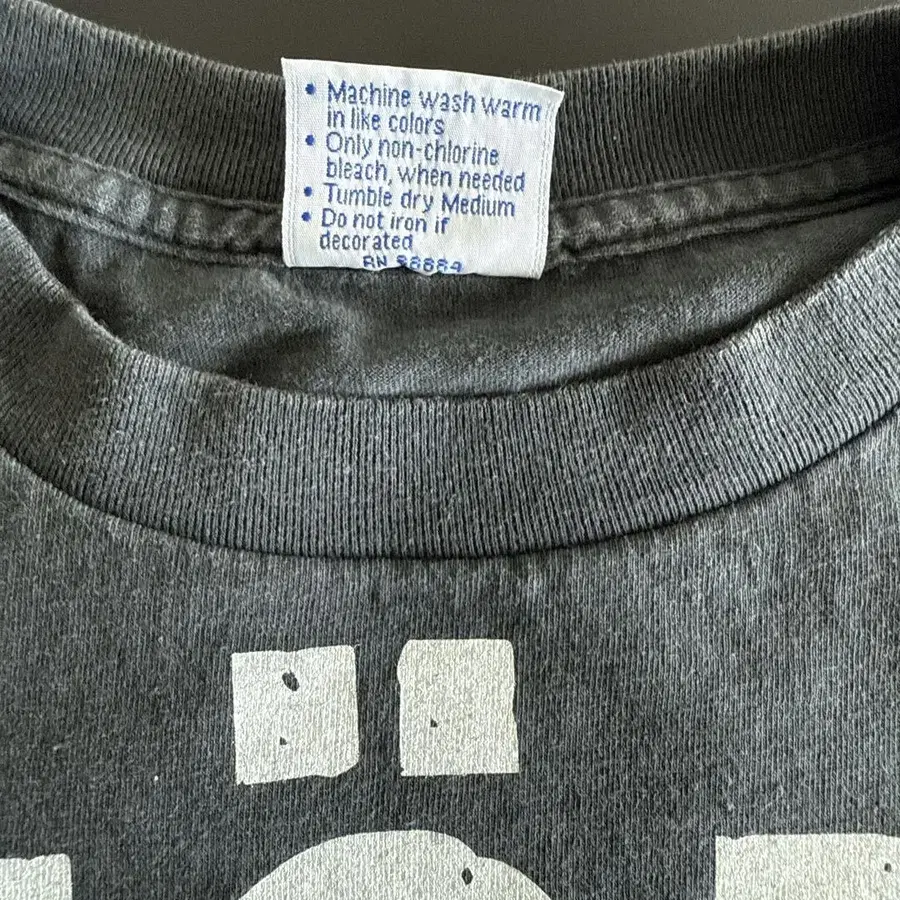 • Machine wash warm
in like colors
• Only non-chlorine
bleach, when needed
• Tumble dry Medium
• Do not iron if
decorated
RN